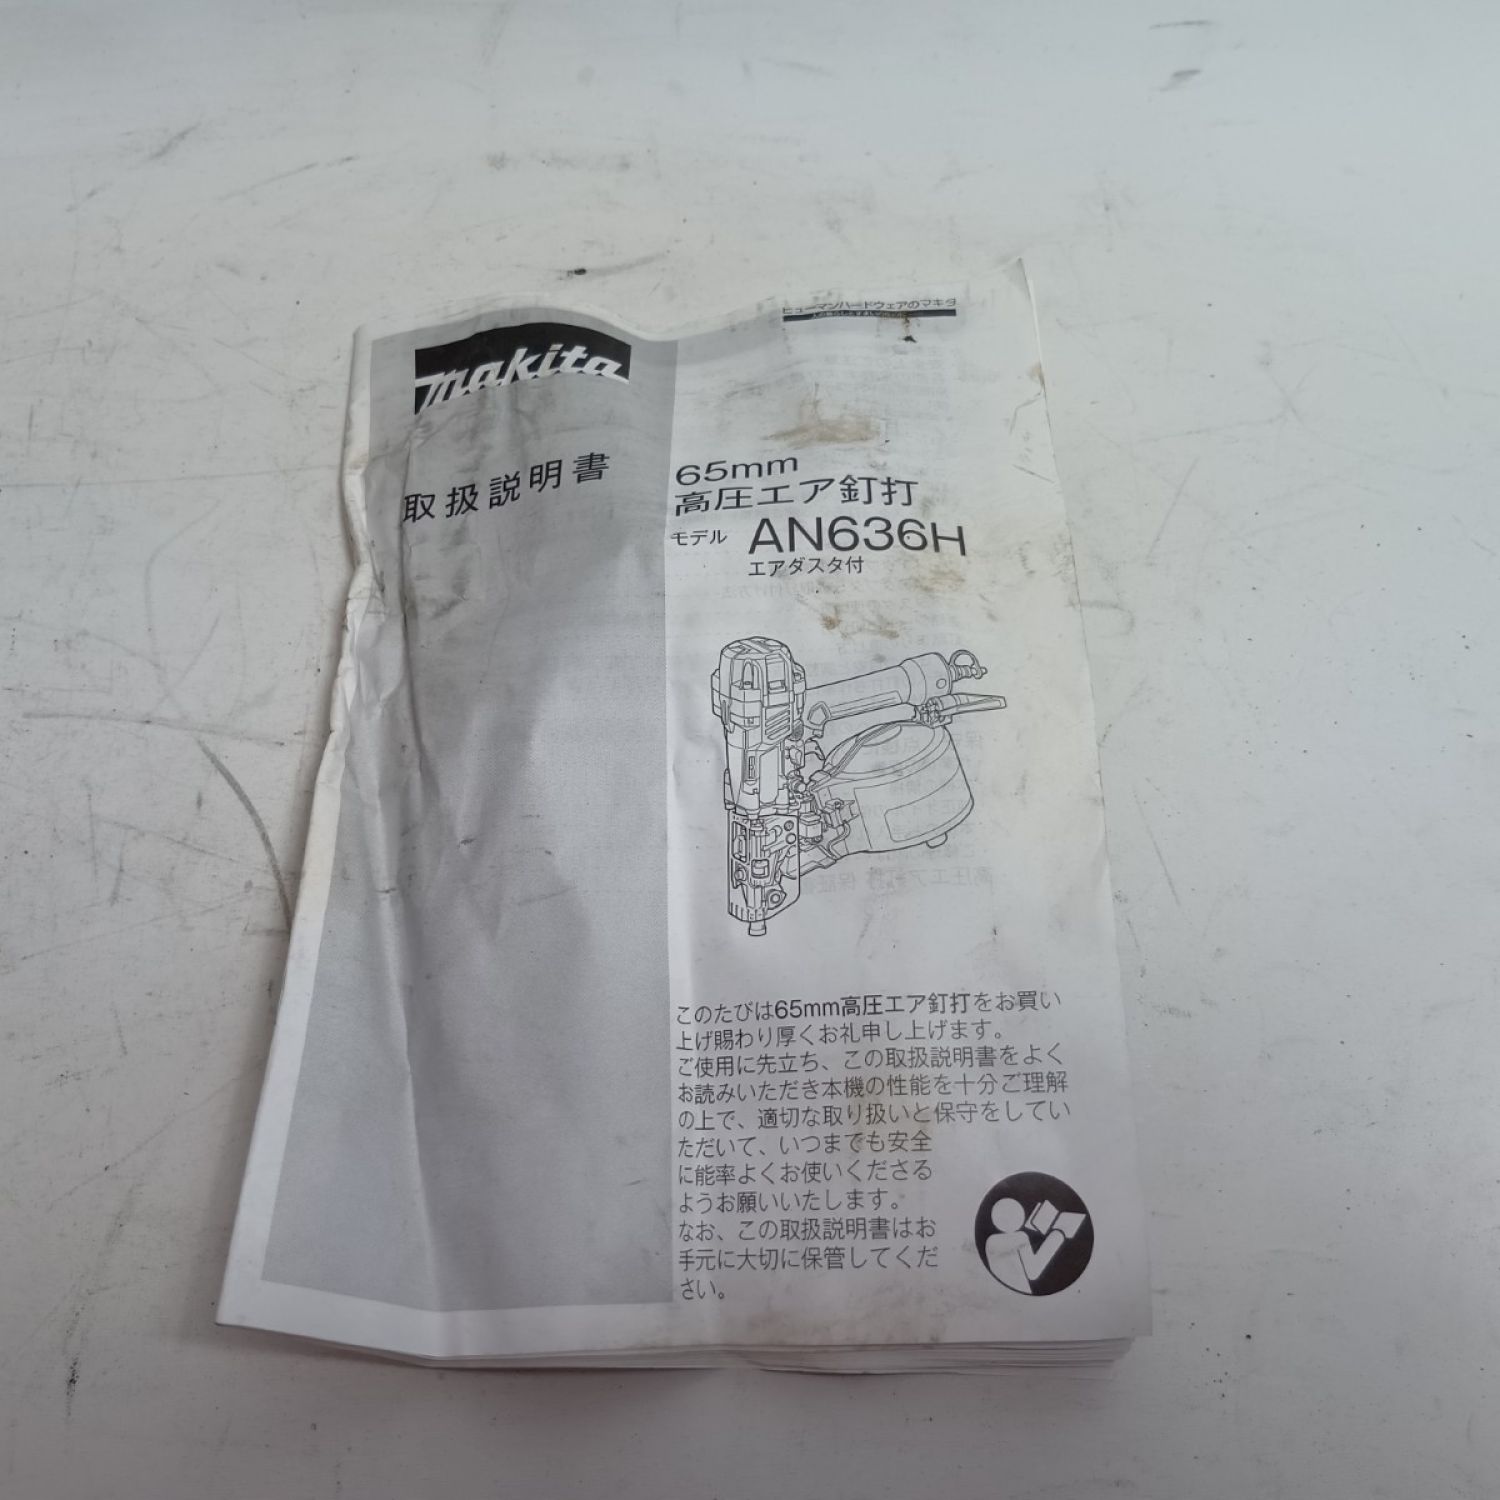 ヒューマンハードウェアのマキタ
makita
取扱説明書
65mm
高圧エア釘打
モデル AN636H
エアダスタ付
このたびは65mm高圧エア釘打をお買い
上げ賜わり厚くお礼申し上げます。
ご使用に先立ち、この取扱説明書をよく
お読みいただき本機の性能を十分ご理解
の上で、適切な取り扱いと保守をしてい
ただいて、いつまでも安全
に能率よくお使いくださる
ようお願いいたします。
なお、この取扱説明書はお
手元に大切に保管してくだ
さい。